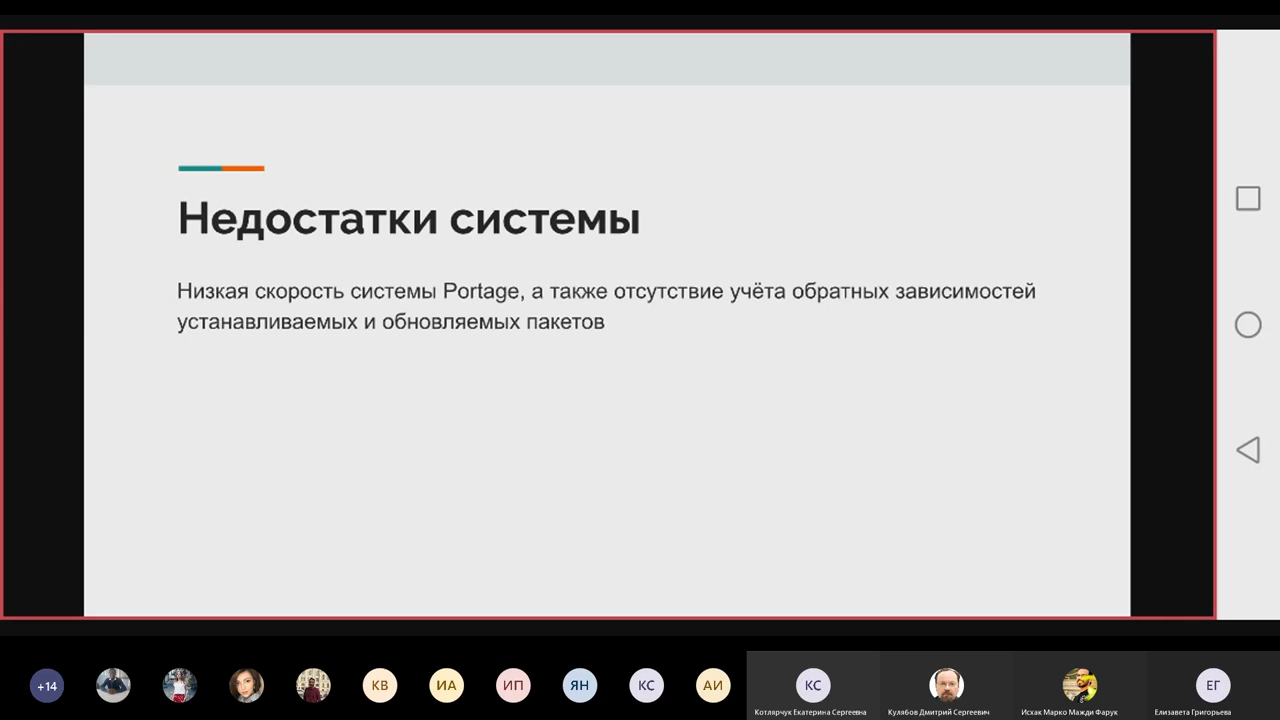 Недостатки системы
Низкая скорость системы Portage, а также отсутствие учёта обратных зависимостей
устанавливаемых и обновляемых пакетов
+14
КВ
ИА
ИП
ЯН
КС
АИ
КС
ЕГ
Котлярчук Екатерина Сергеевна
Кулябов Дмитрий Сергеевич
Исхак Марко Мажди Фарук
Елизавета Григорьева